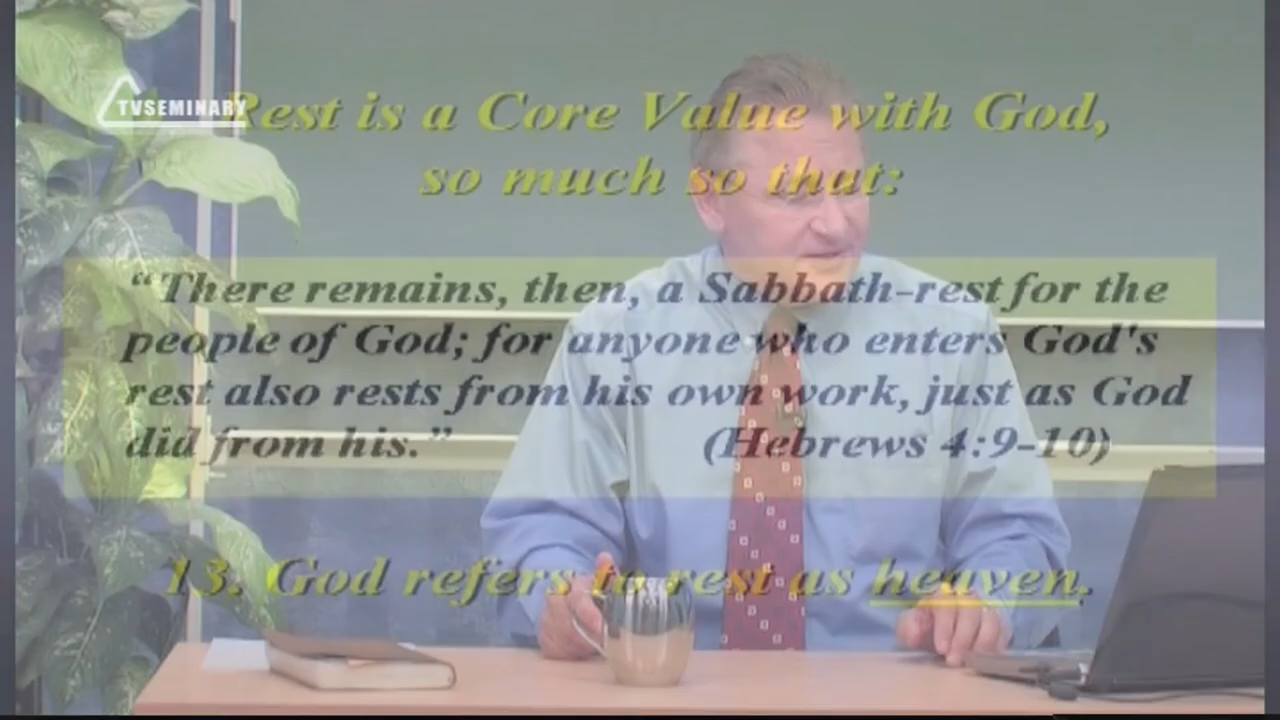 TVSEMINARY
Rest is a Core Value with God,
so much so that:
“There remains, then, a Sabbath-rest for the
people of God; for anyone who enters God's
rest also rests from his own work, just as God
did from his.” (Hebrews 4:9-10)
13. God refers to rest as heaven.